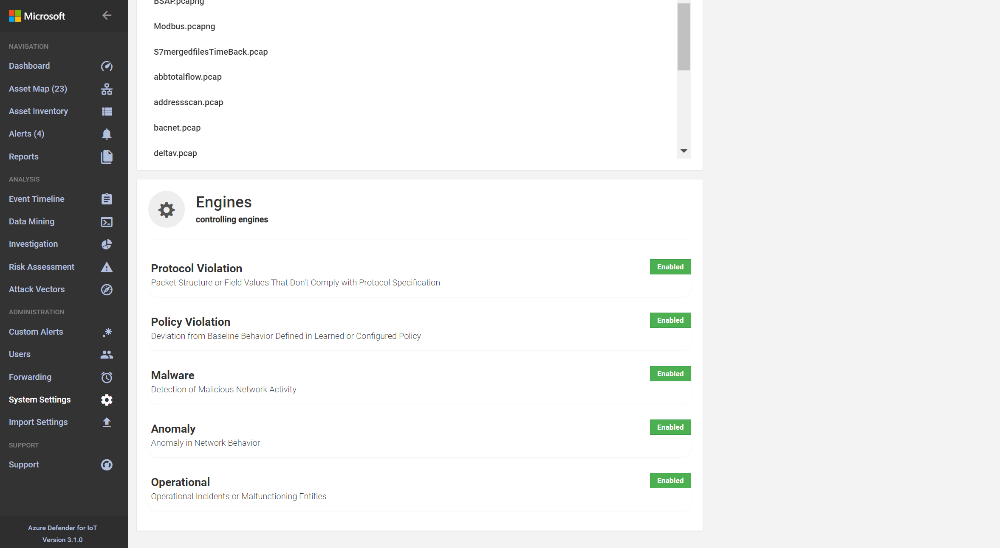 Microsoft
NAVIGATION
Dashboard
Asset Map (23)
Asset Inventory
Alerts (4)
Reports
ANALYSIS
Event Timeline
Data Mining
Investigation
Risk Assessment
Attack Vectors
ADMINISTRATION
Custom Alerts
Users
Forwarding
System Settings
Import Settings
SUPPORT
Support
Azure Defender for IoT
Version 3.1.0
BSAP.pcapng
Modbus.pcapng
S7mergedfilesTimeBack.pcap
abbtotalflow.pcap
addressscan.pcap
bacnet.pcap
deltav.pcap
Engines
controlling engines
Protocol Violation
Enabled
Packet Structure or Field Values That Don't Comply with Protocol Specification
Policy Violation
Enabled
Deviation from Baseline Behavior Defined in Learned or Configured Policy
Malware
Enabled
Detection of Malicious Network Activity
Anomaly
Enabled
Anomaly in Network Behavior
Operational
Enabled
Operational Incidents or Malfunctioning Entities